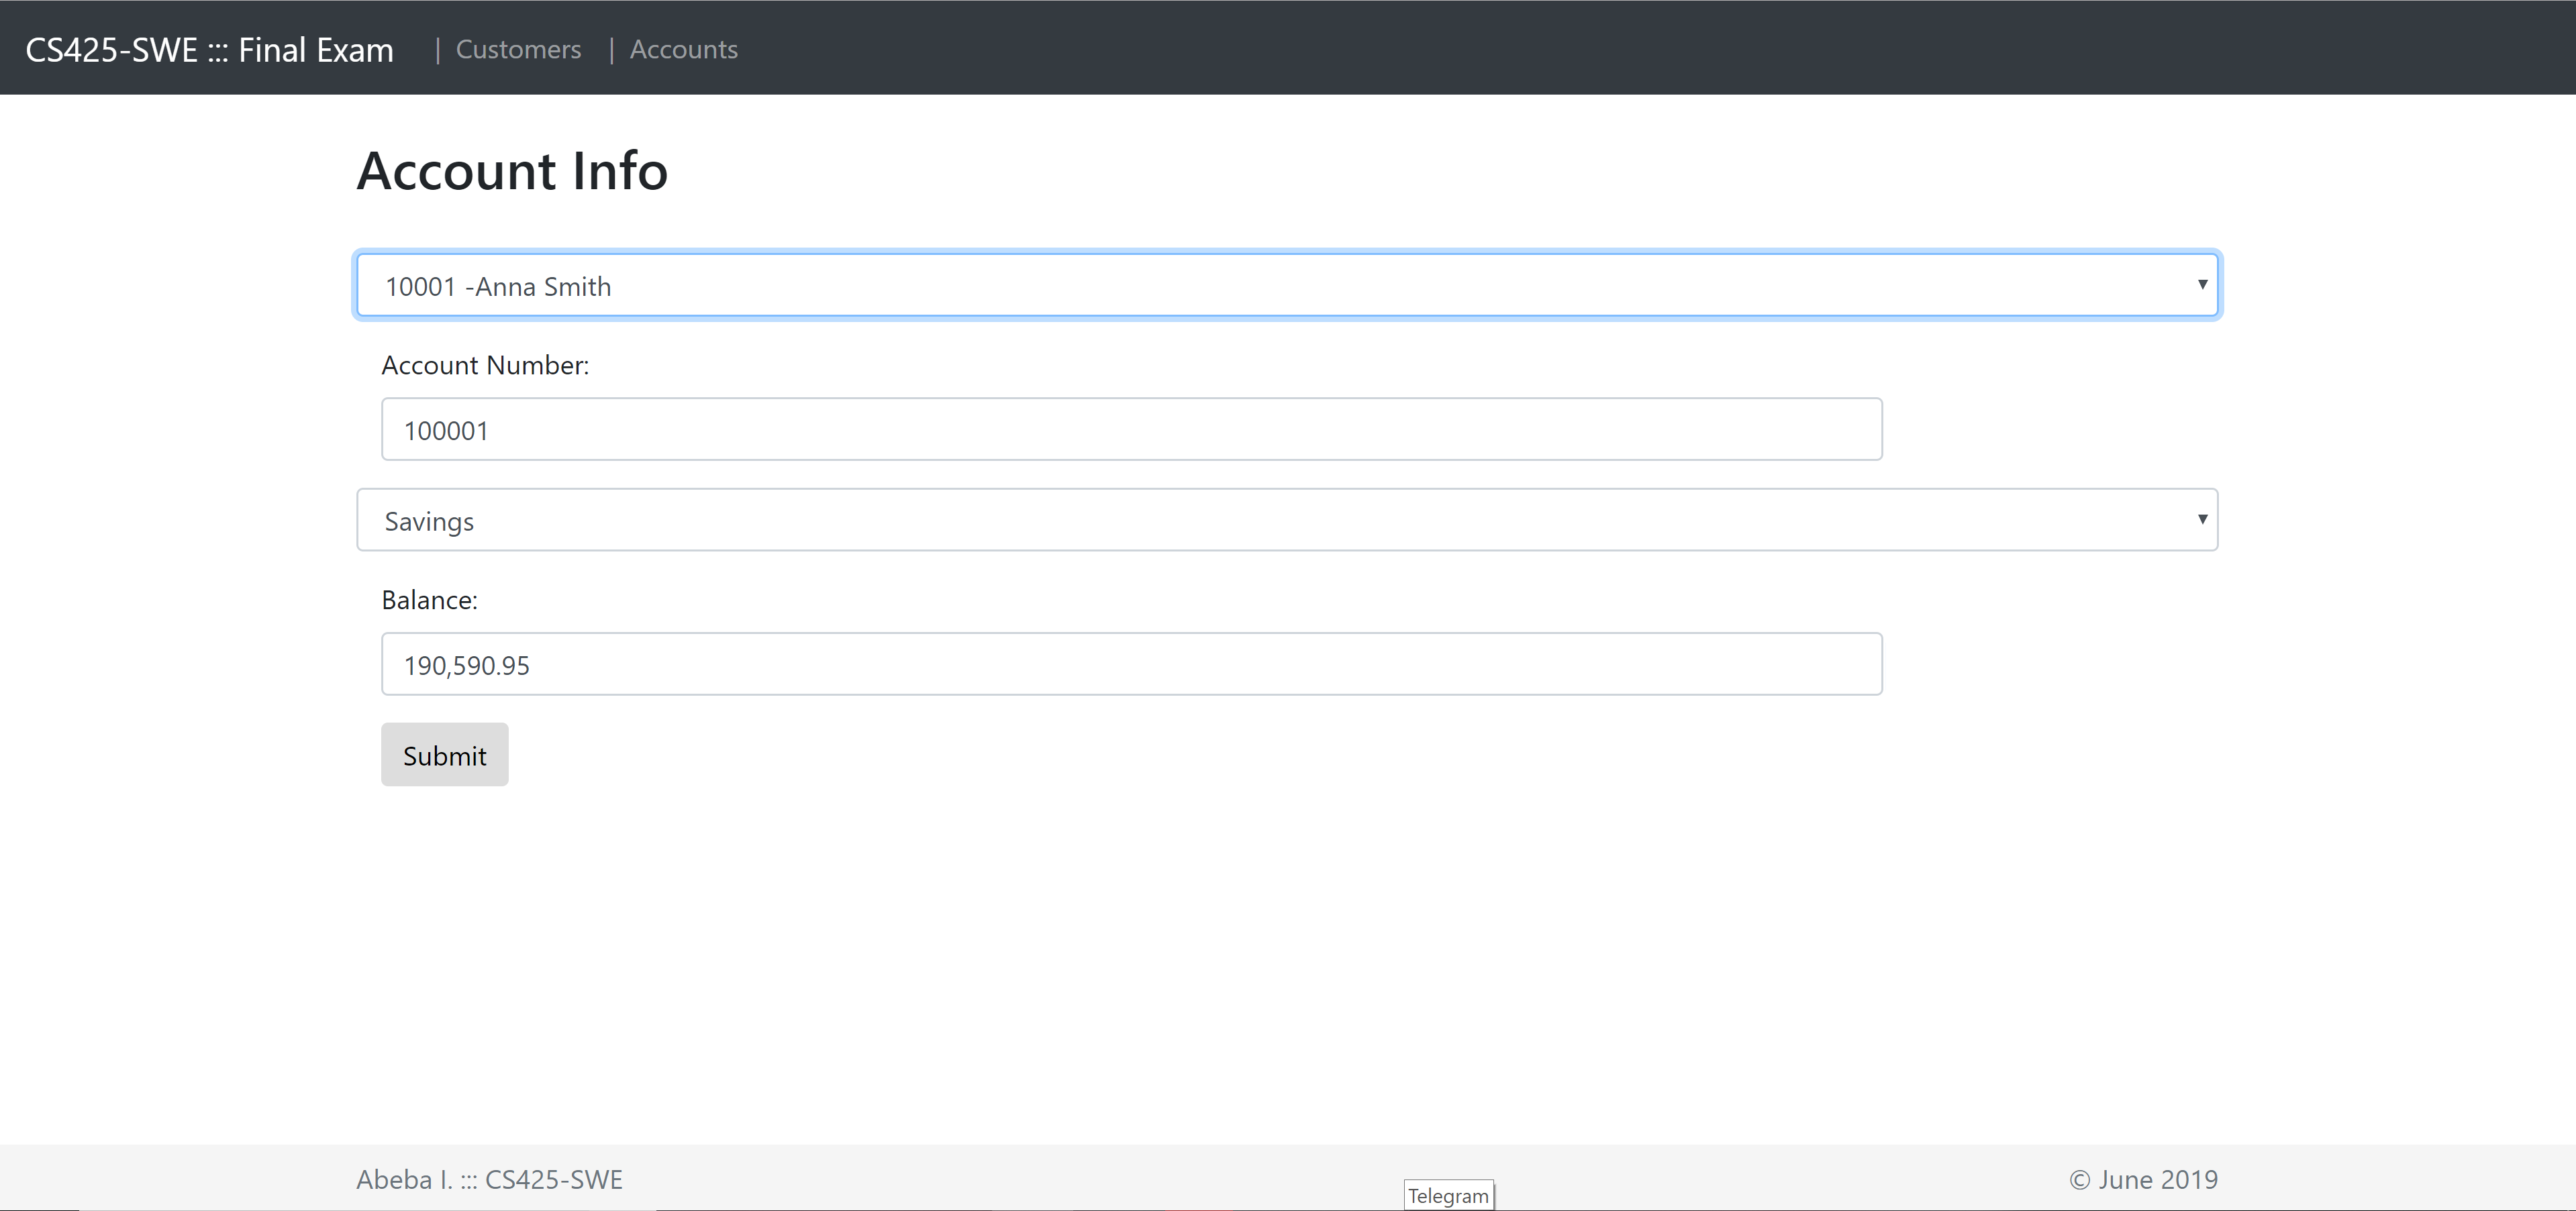 CS425-SWE ::: Final Exam | Customers | Accounts
Account Info
10001 -Anna Smith
Account Number:
100001
Savings
Balance:
190,590.95
Submit
Abeba I. ::: CS425-SWE © June 2019
Telegram